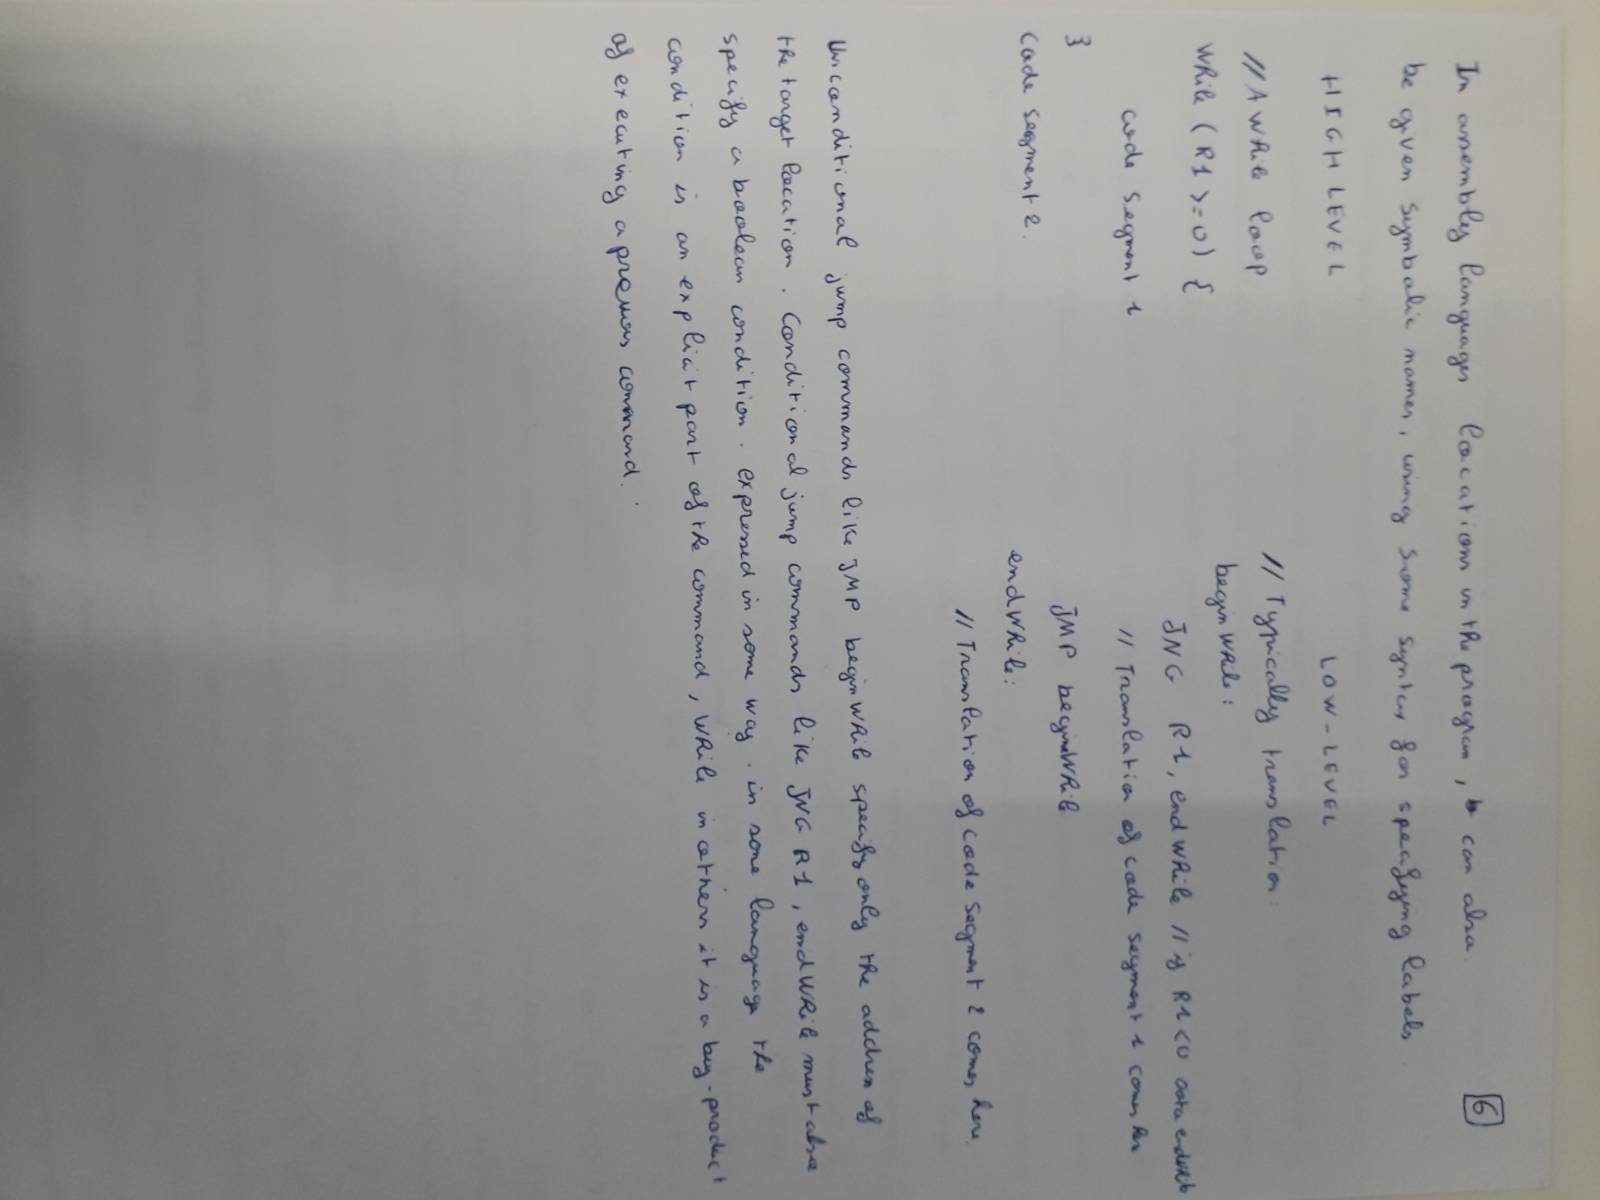 6
In assembly languages location in the program, can also
be given symbolic names, using some syntax for specifying labels.
HIGH LEVEL LOW-LEVEL
// A While loop // Typically translation:
While (R1 >= 0) { beginWhile:
JNG R1, endWhile // if R1<0 goto endWhile
code segment 1 // Translation of code segment 1 comes here
} JMP beginWhile
code segment 2. endWhile:
// Translation of code segment 2 comes here.
Unconditional jump commands like JMP beginWhile specify only the address of
the target location. Conditional jump commands like JNG R1, endWhile must also
specify a boolean condition. expressed in some way. in some language the
condition is an explicit part of the command, while in others it is a by-product
of executing a previous command.